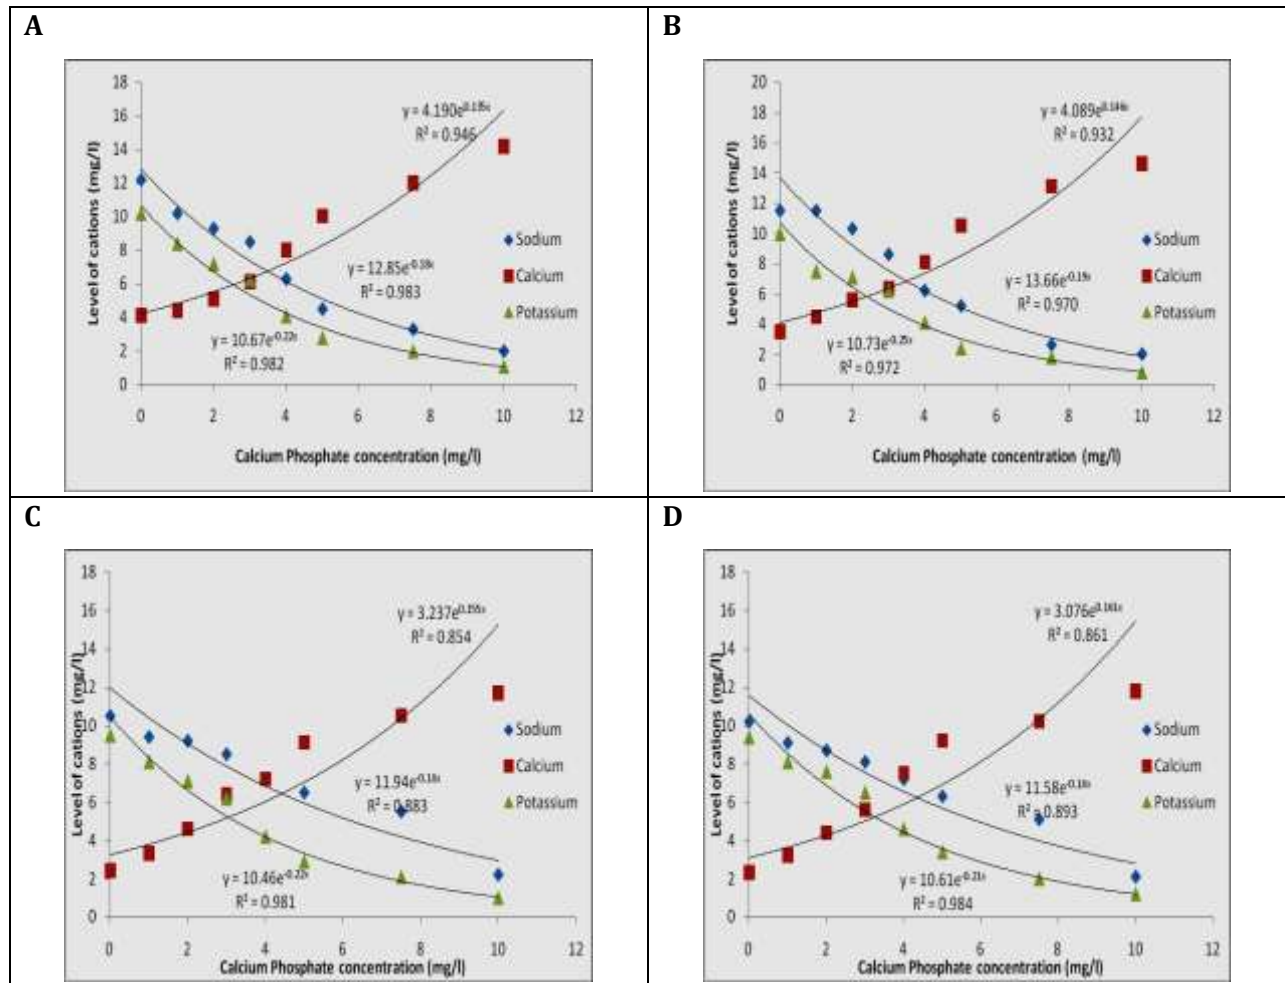 A
18
16
14
12
10
8
6
4
2
0
Level of cations (mg/l)
y = 4.190e^0.135x
R² = 0.946
y = 12.85e^-0.18x
R² = 0.983
y = 10.67e^-0.22x
R² = 0.982
Sodium
Calcium
Potassium
0 2 4 6 8 10 12
Calcium Phosphate concentration (mg/l)
B
20
18
16
14
12
10
8
6
4
2
0
Level of cations (mg/l)
y = 4.089e^0.146x
R² = 0.932
y = 13.66e^-0.19x
R² = 0.970
y = 10.73e^-0.25x
R² = 0.972
Sodium
Calcium
Potassium
0 2 4 6 8 10 12
Calcium Phosphate concentration (mg/l)
C
18
16
14
12
10
8
6
4
2
0
Level of cations (mg/l)
y = 3.237e^0.155x
R² = 0.854
y = 11.94e
R² = 0.883
y = 10.46e^-0.22x
R² = 0.981
Sodium
Calcium
Potassium
0 2 4 6 8 10 12
Calcium Phosphate concentration (mg/l)
D
18
16
14
12
10
8
6
4
2
0
Level of cations (mg/l)
y = 3.076e^0.161x
R² = 0.861
y = 11.58e
R² = 0.893
y = 10.61e^-0.21x
R² = 0.984
Sodium
Calcium
Potassium
0 2 4 6 8 10 12
Calcium Phosphate concentration (mg/l)